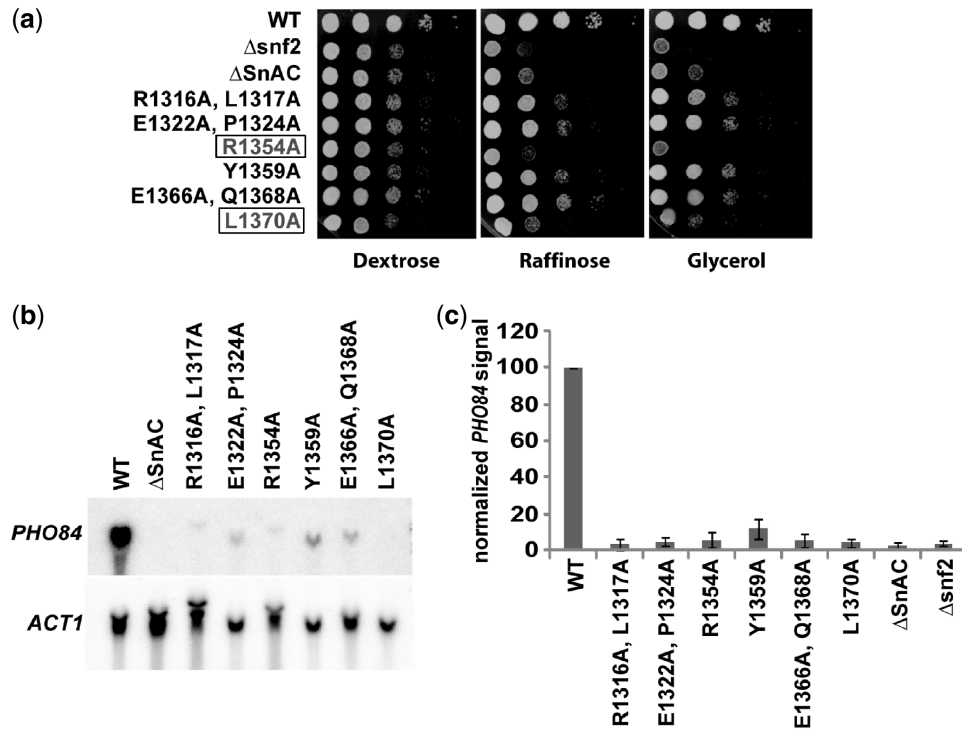 (a)
WT
Δsnf2
ΔSnAC
R1316A, L1317A
E1322A, P1324A
R1354A
Y1359A
E1366A, Q1368A
L1370A
Dextrose
Raffinose
Glycerol
(b)
WT
ΔSnAC
R1316A, L1317A
E1322A, P1324A
R1354A
Y1359A
E1366A, Q1368A
L1370A
PHO84
ACT1
(c)
normalized PHO84 signal
120
100
80
60
40
20
0
WT
R1316A, L1317A
E1322A, P1324A
R1354A
Y1359A
E1366A, Q1368A
L1370A
ΔSnAC
Δsnf2